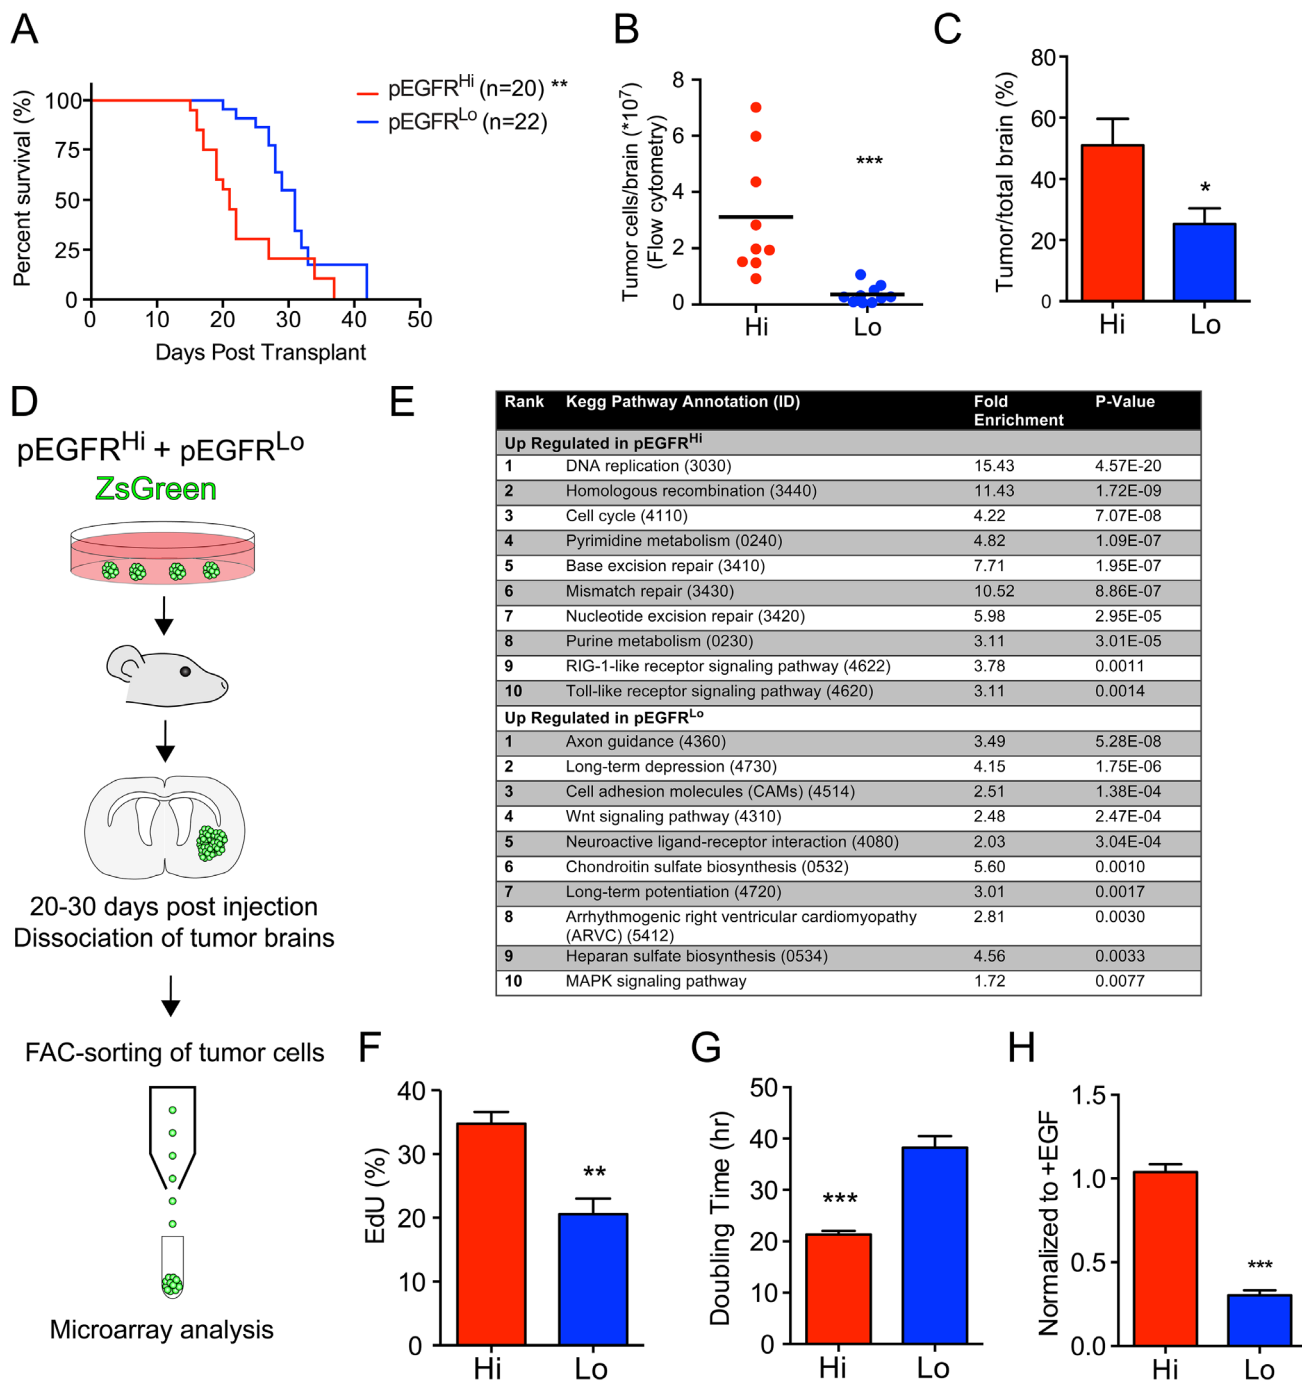 A
Percent survival (%)
100
75
50
25
0
0 10 20 30 40 50
Days Post Transplant
pEGFRHi (n=20) **
pEGFRLo (n=22)
B
Tumor cells/brain (*10⁷)
(Flow cytometry)
8
6
4
2
0
***
Hi Lo
C
Tumor/total brain (%)
80
60
40
20
0
*
Hi Lo
D
pEGFRHi + pEGFRLo
ZsGreen
20-30 days post injection
Dissociation of tumor brains
FAC-sorting of tumor cells
Microarray analysis
E
Rank Kegg Pathway Annotation (ID) Fold Enrichment P-Value
Up Regulated in pEGFRHi
1 DNA replication (3030) 15.43 4.57E-20
2 Homologous recombination (3440) 11.43 1.72E-09
3 Cell cycle (4110) 4.22 7.07E-08
4 Pyrimidine metabolism (0240) 4.82 1.09E-07
5 Base excision repair (3410) 7.71 1.95E-07
6 Mismatch repair (3430) 10.52 8.86E-07
7 Nucleotide excision repair (3420) 5.98 2.95E-05
8 Purine metabolism (0230) 3.11 3.01E-05
9 RIG-1-like receptor signaling pathway (4622) 3.78 0.0011
10 Toll-like receptor signaling pathway (4620) 3.11 0.0014
Up Regulated in pEGFRLo
1 Axon guidance (4360) 3.49 5.28E-08
2 Long-term depression (4730) 4.15 1.75E-06
3 Cell adhesion molecules (CAMs) (4514) 2.51 1.38E-04
4 Wnt signaling pathway (4310) 2.48 2.47E-04
5 Neuroactive ligand-receptor interaction (4080) 2.03 3.04E-04
6 Chondroitin sulfate biosynthesis (0532) 5.60 0.0010
7 Long-term potentiation (4720) 3.01 0.0017
8 Arrhythmogenic right ventricular cardiomyopathy 2.81 0.0030
(ARVC) (5412)
9 Heparan sulfate biosynthesis (0534) 4.56 0.0033
10 MAPK signaling pathway 1.72 0.0077
F
EdU (%)
40
30
20
10
0
**
Hi Lo
G
Doubling Time (hr)
50
40
30
20
10
0
***
Hi Lo
H
Normalized to +EGF
1.5
1.0
0.5
0.0
***
Hi Lo